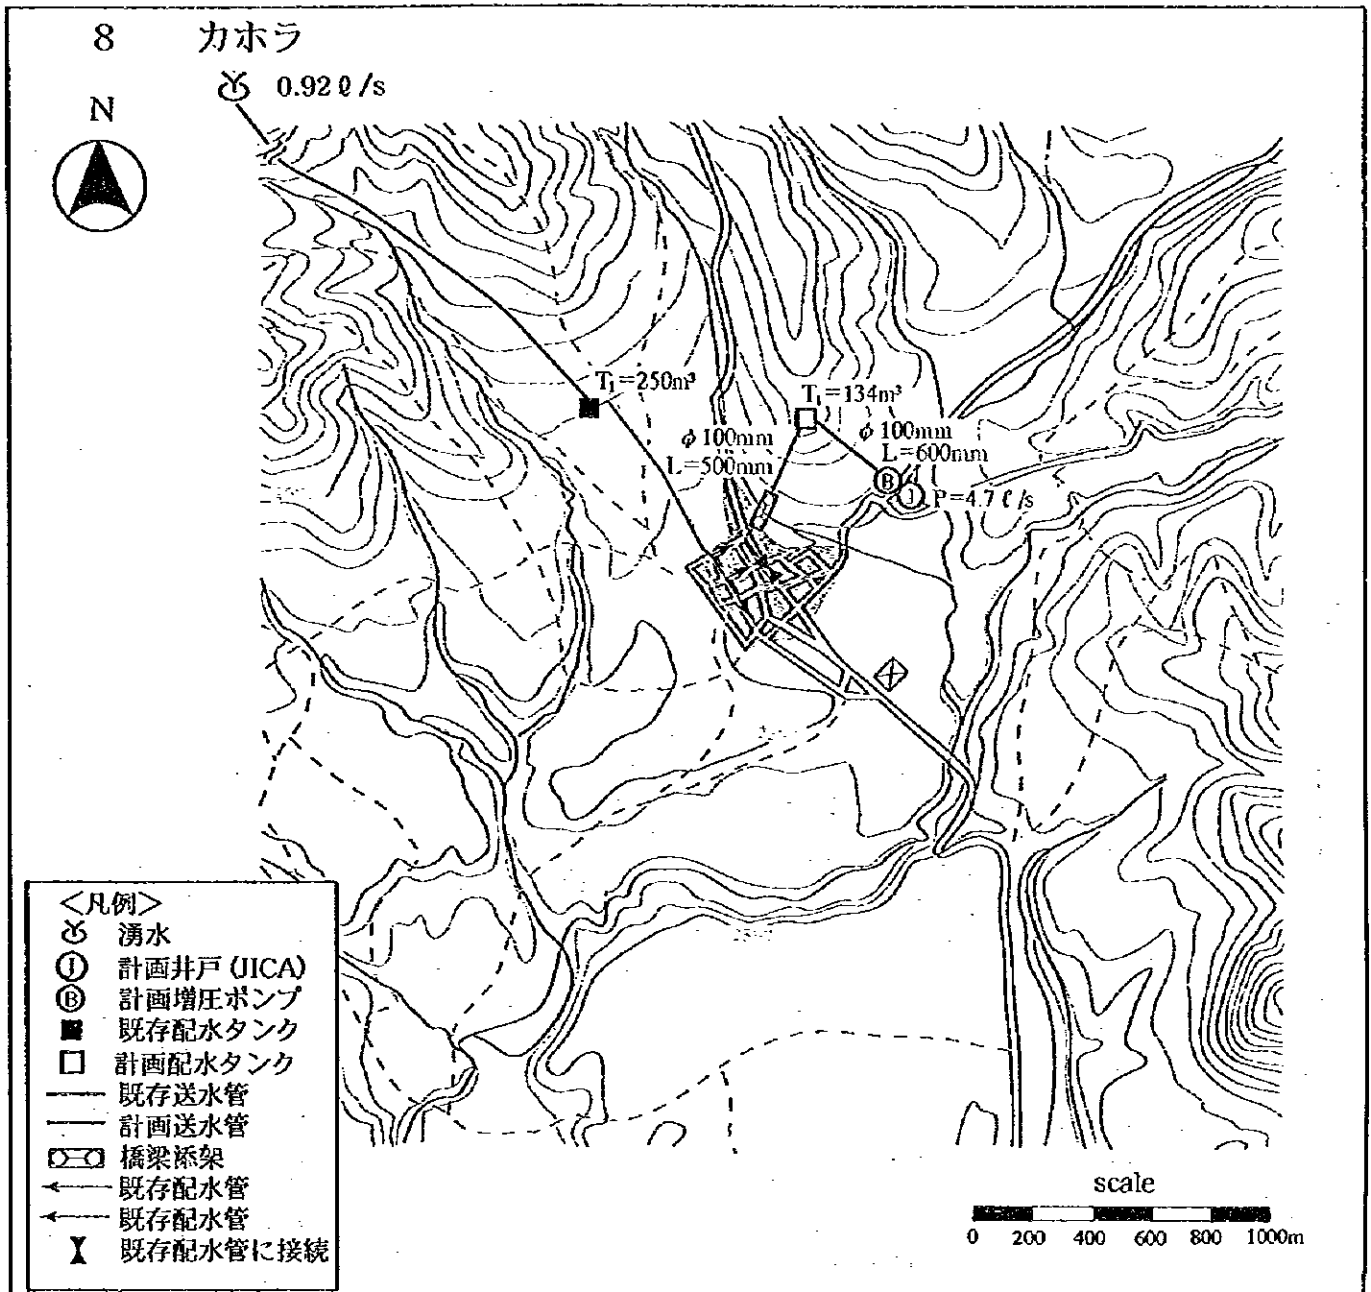 8 カホラ
0.92ℓ/s
N
T₁=250m³
T₁=134m³
φ100mm
L=500mm
φ100mm
L=600mm
B
J
P=4.7ℓ/s
<凡例>
湧水
J 計画井戸 (JICA)
B 計画増圧ポンプ
既存配水タンク
計画配水タンク
既存送水管
計画送水管
橋梁添架
既存配水管
既存配水管
既存配水管に接続
scale
0 200 400 600 800 1000m